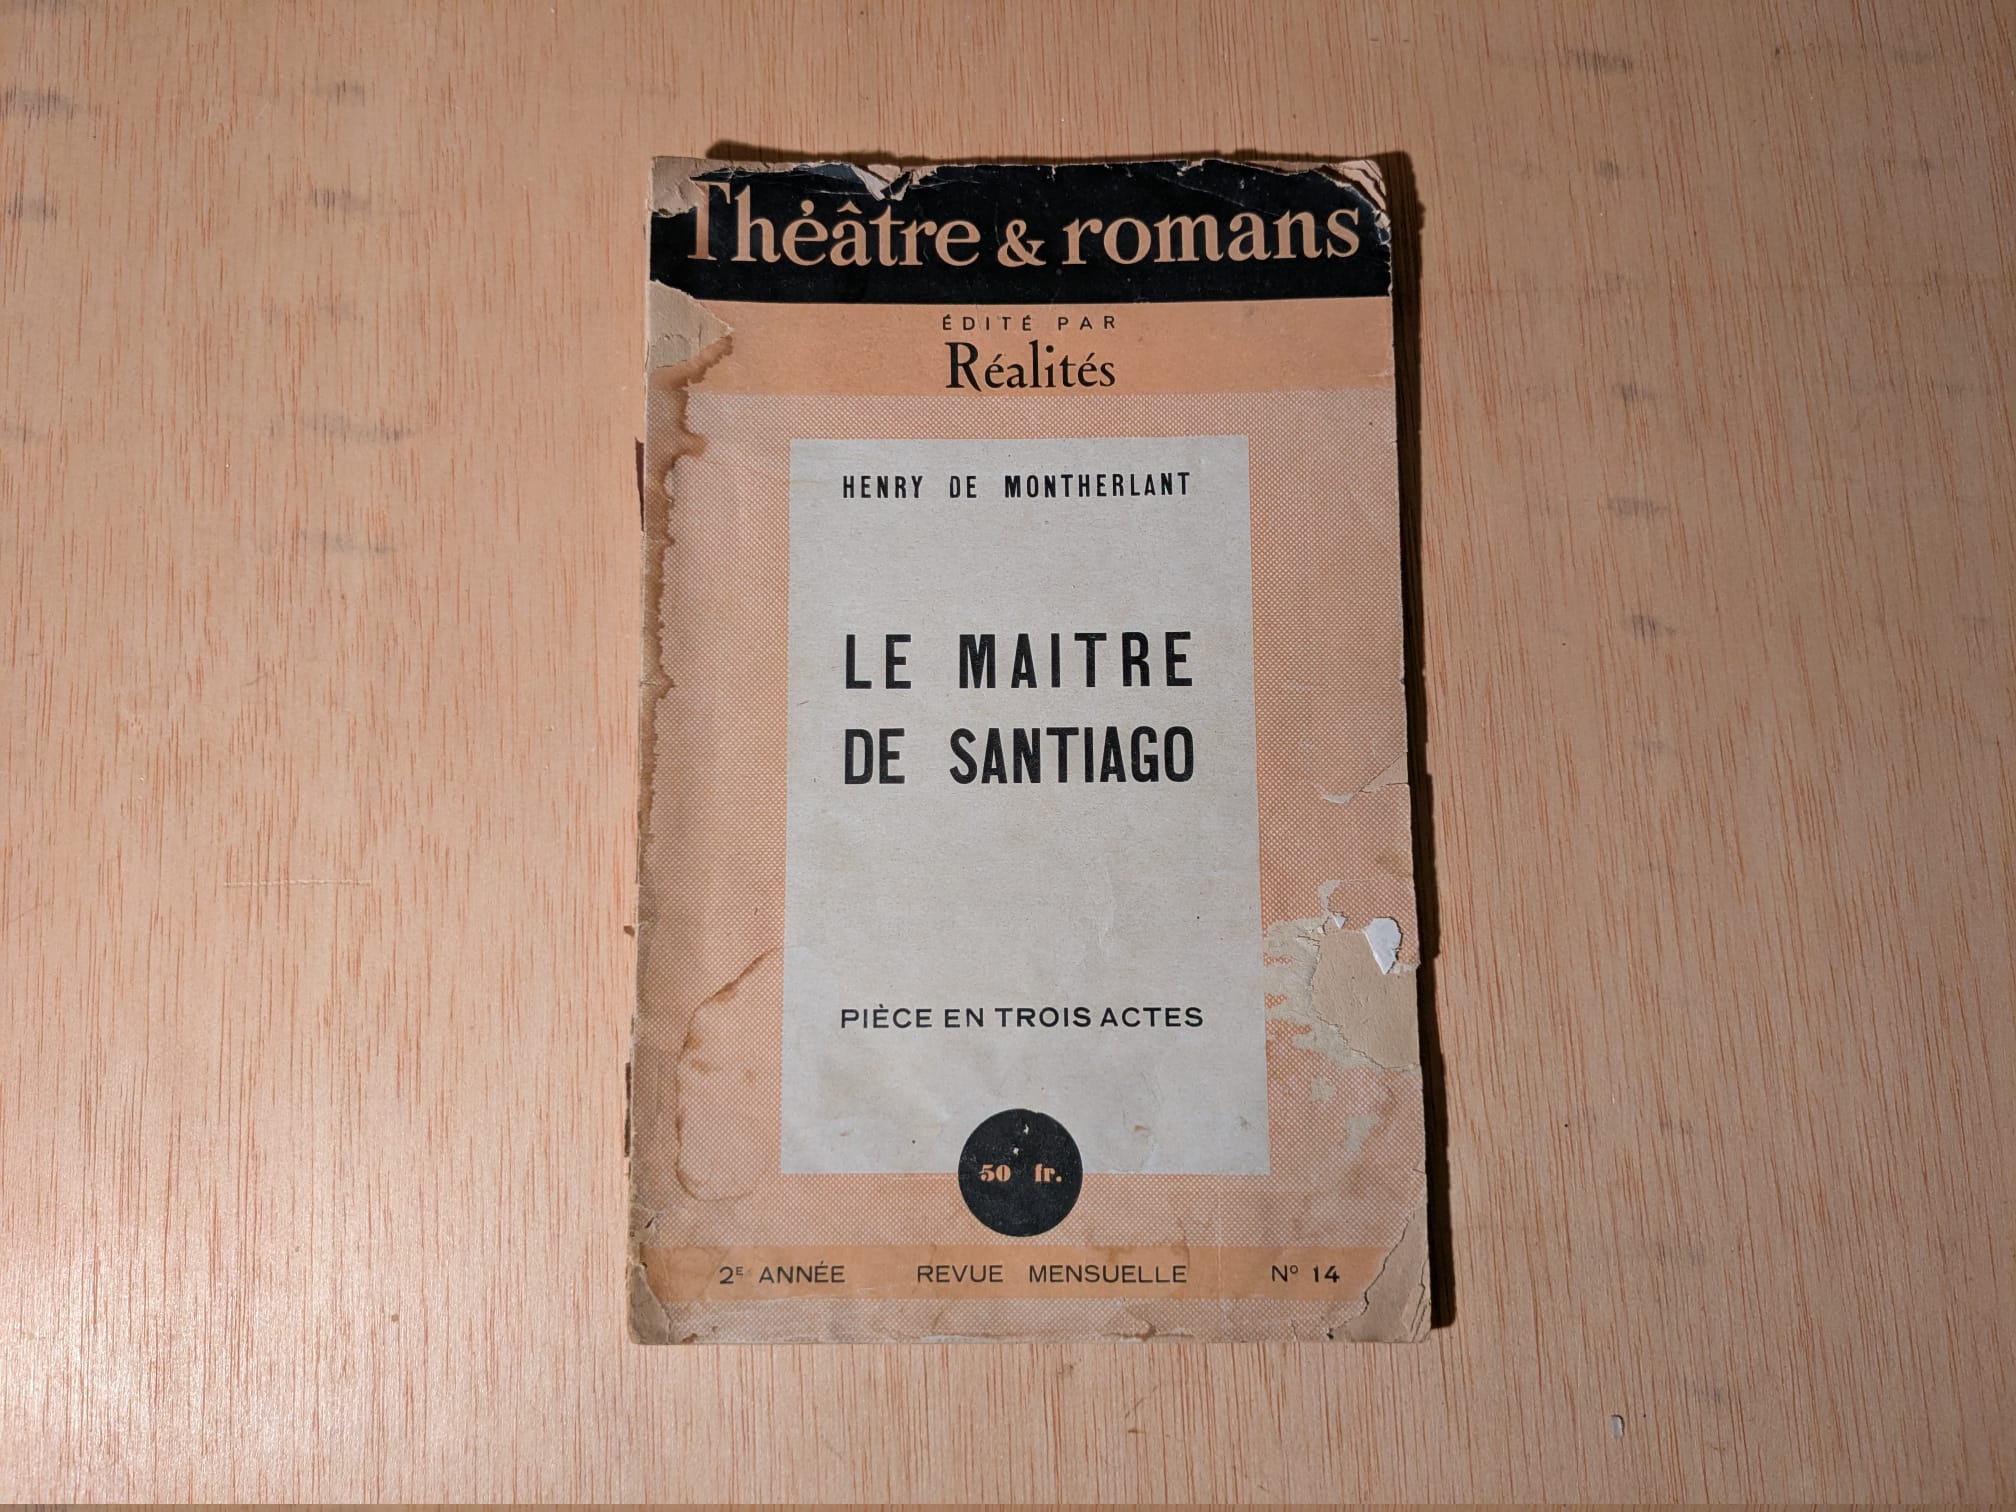 Théâtre & romans
ÉDITÉ PAR
Réalités
HENRY DE MONTHERLANT
LE MAITRE
DE SANTIAGO
PIÈCE EN TROIS ACTES
50 fr.
2E ANNÉE REVUE MENSUELLE Nº 14